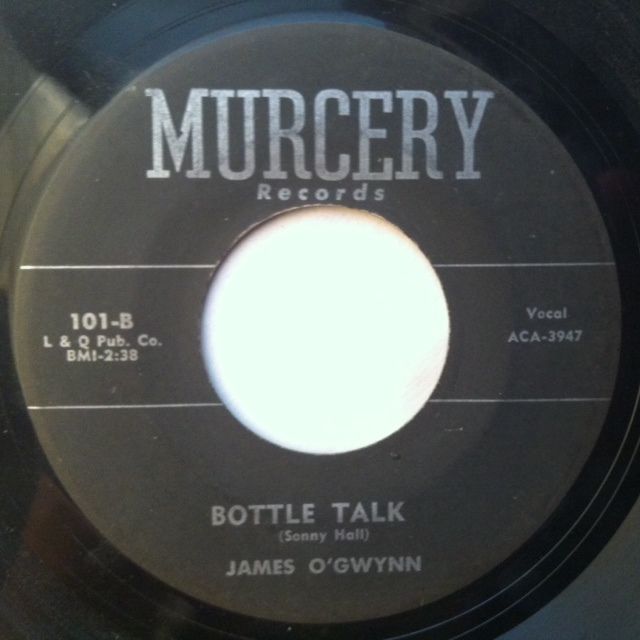 MURCERY
Records
101-B
L & Q Pub. Co.
BMI-2:38
Vocal
ACA-3947
BOTTLE TALK
(Sonny Hall)
JAMES O'GWYNN